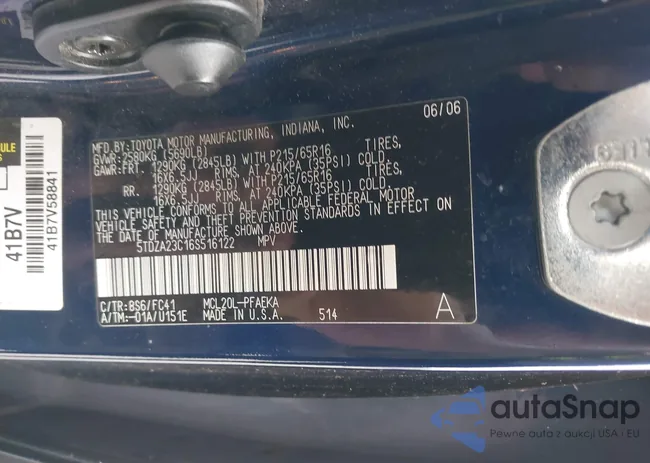 06/06
MFD.BY:TOYOTA MOTOR MANUFACTURING, INDIANA, INC.
GVWR:2580KG (5690LB)
GAWR:FRT. 1290KG (2845LB) WITH P215/65R16 TIRES,
16X6.5JJ RIMS, AT 240KPA (35PSI) COLD.
RR. 1290KG (2845LB) WITH P215/65R16 TIRES,
16X6.5JJ RIMS, AT 240KPA (35PSI) COLD.
THIS VEHICLE CONFORMS TO ALL APPLICABLE FEDERAL MOTOR
VEHICLE SAFETY AND THEFT PREVENTION STANDARDS IN EFFECT ON
THE DATE OF MANUFACTURE SHOWN ABOVE.
5TDZA23C16S516122 MPV
C/TR:8S6/FC41 MCL20L-PFAEKA
A/TM:-01A/U151E MADE IN U.S.A. 514 A
41B7V
41B7V58841
autaSnap
Pewne auta z aukcji USA i EU